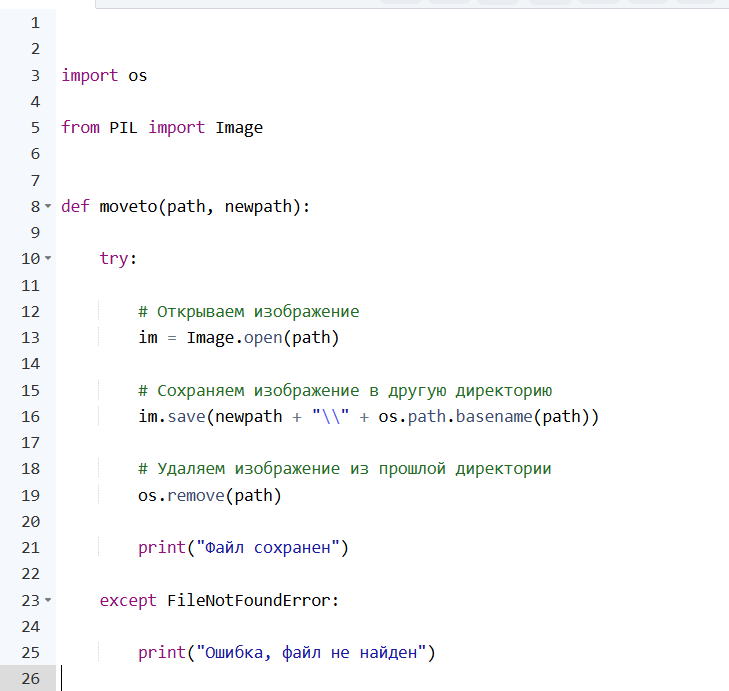 1
2
3 import os
4
5 from PIL import Image
6
7
8 def moveto(path, newpath):
9
10     try:
11
12         # Открываем изображение
13         im = Image.open(path)
14
15         # Сохраняем изображение в другую директорию
16         im.save(newpath + "\\" + os.path.basename(path))
17
18         # Удаляем изображение из прошлой директории
19         os.remove(path)
20
21         print("Файл сохранен")
22
23     except FileNotFoundError:
24
25         print("Ошибка, файл не найден")
26